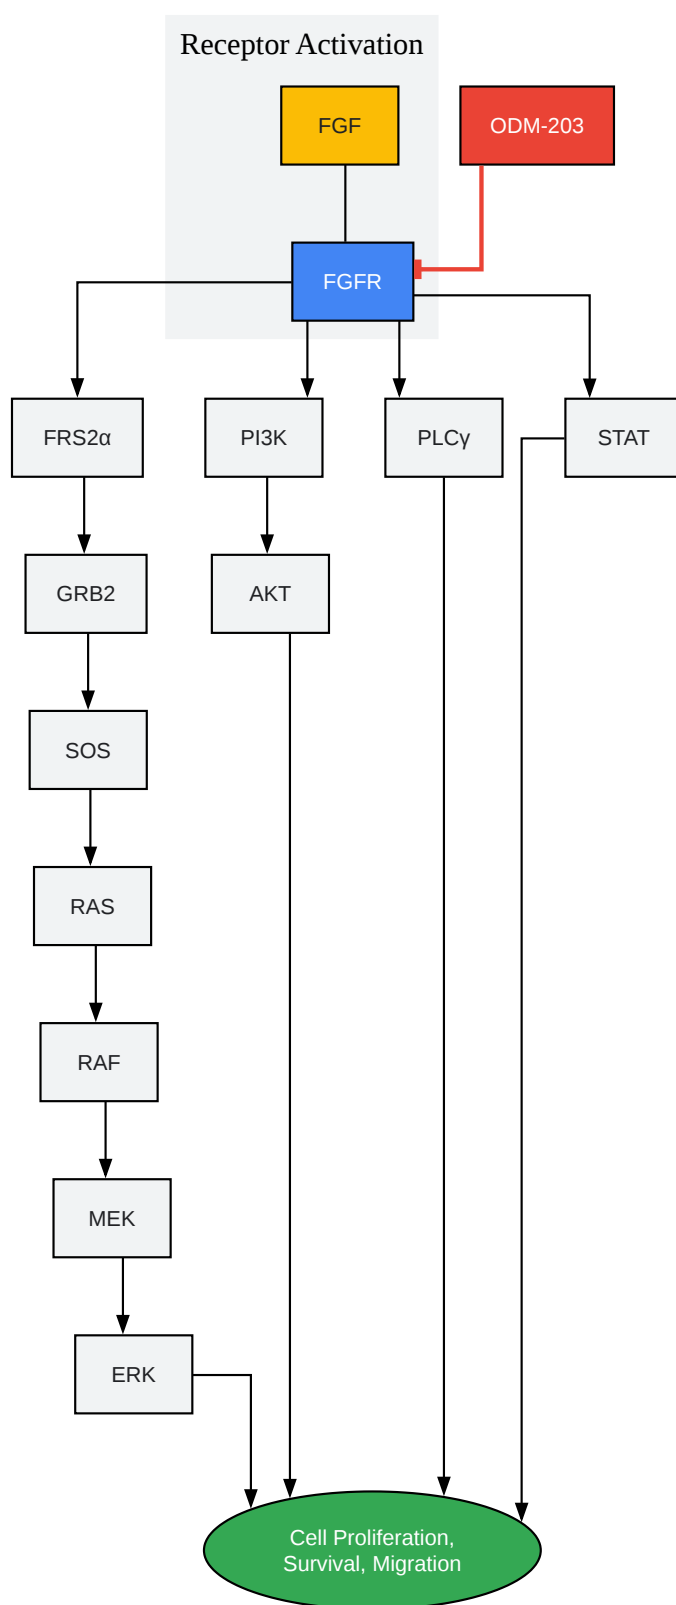 Receptor Activation
FGF
ODM-203
FGFR
FRS2α
PI3K
PLCγ
STAT
GRB2
AKT
SOS
RAS
RAF
MEK
ERK
Cell Proliferation,
Survival, Migration